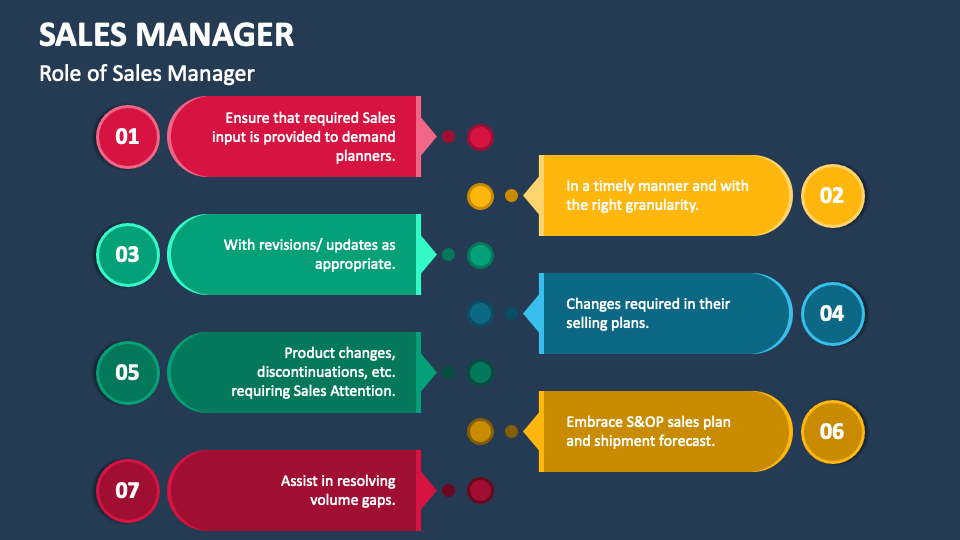 SALES MANAGER
Role of Sales Manager
01
Ensure that required Sales
input is provided to demand
planners.
In a timely manner and with
the right granularity.
02
03
With revisions/ updates as
appropriate.
Changes required in their
selling plans.
04
05
Product changes,
discontinuations, etc.
requiring Sales Attention.
Embrace S&OP sales plan
and shipment forecast.
06
07
Assist in resolving
volume gaps.